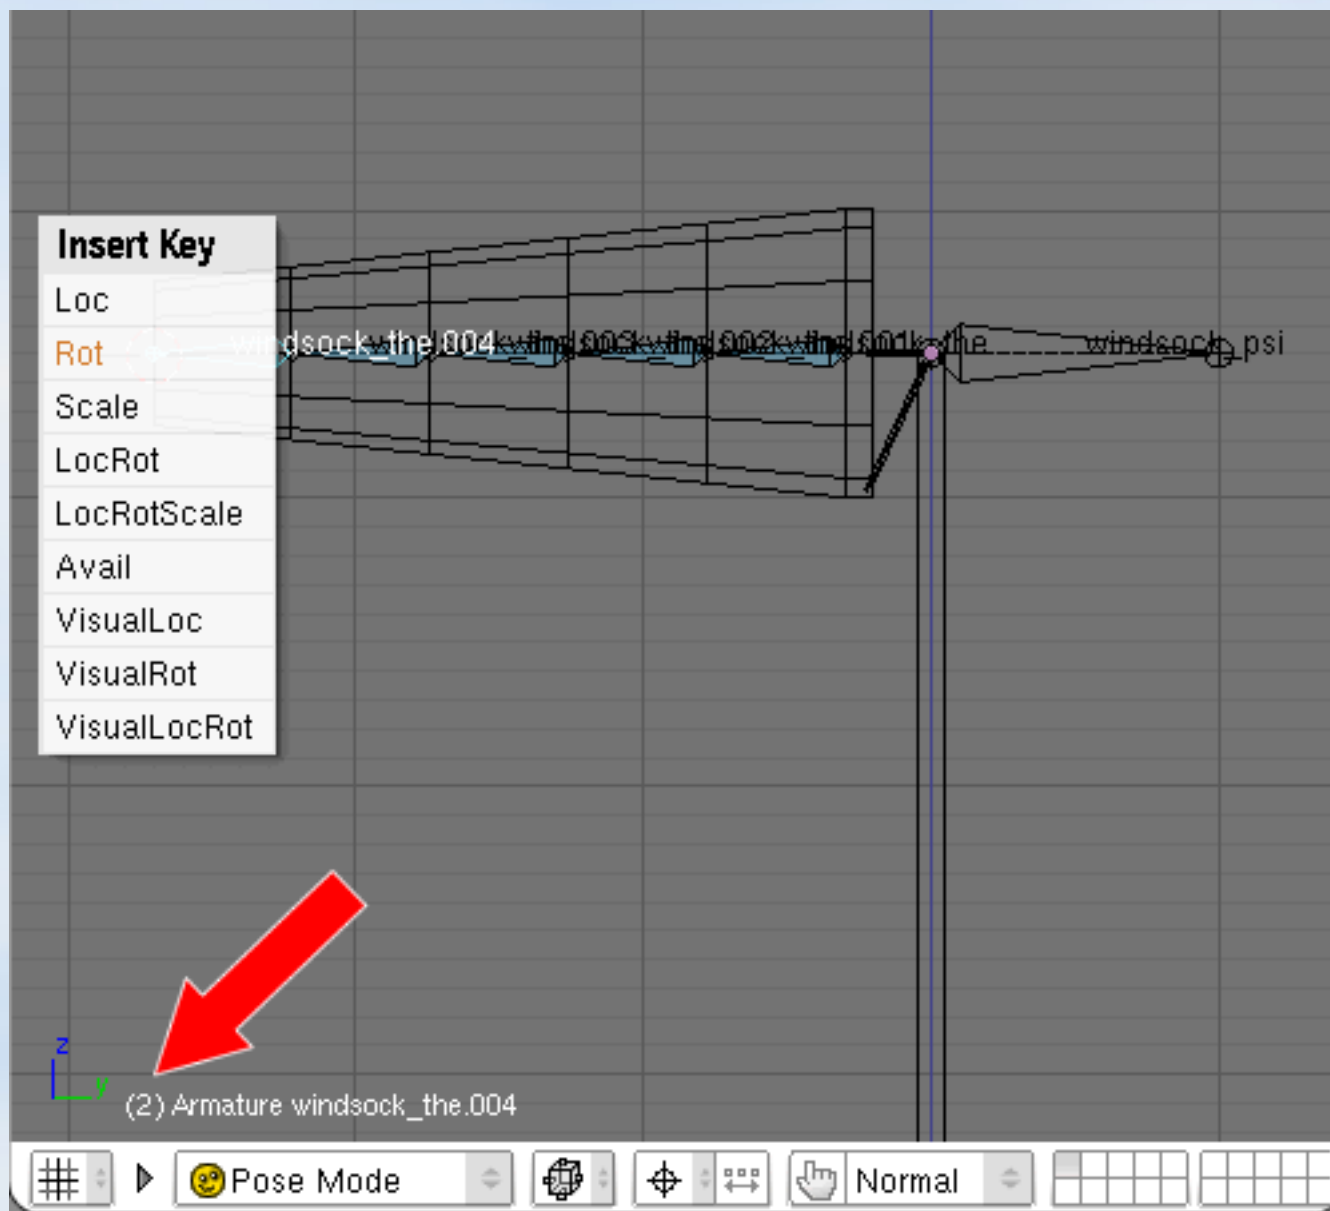 Insert Key
Loc
Rot
Scale
LocRot
LocRotScale
Avail
VisualLoc
VisualRot
VisualLocRot
windsock_the.004
windsock_psi
z
y
(2) Armature windsock_the.004
Pose Mode
Normal